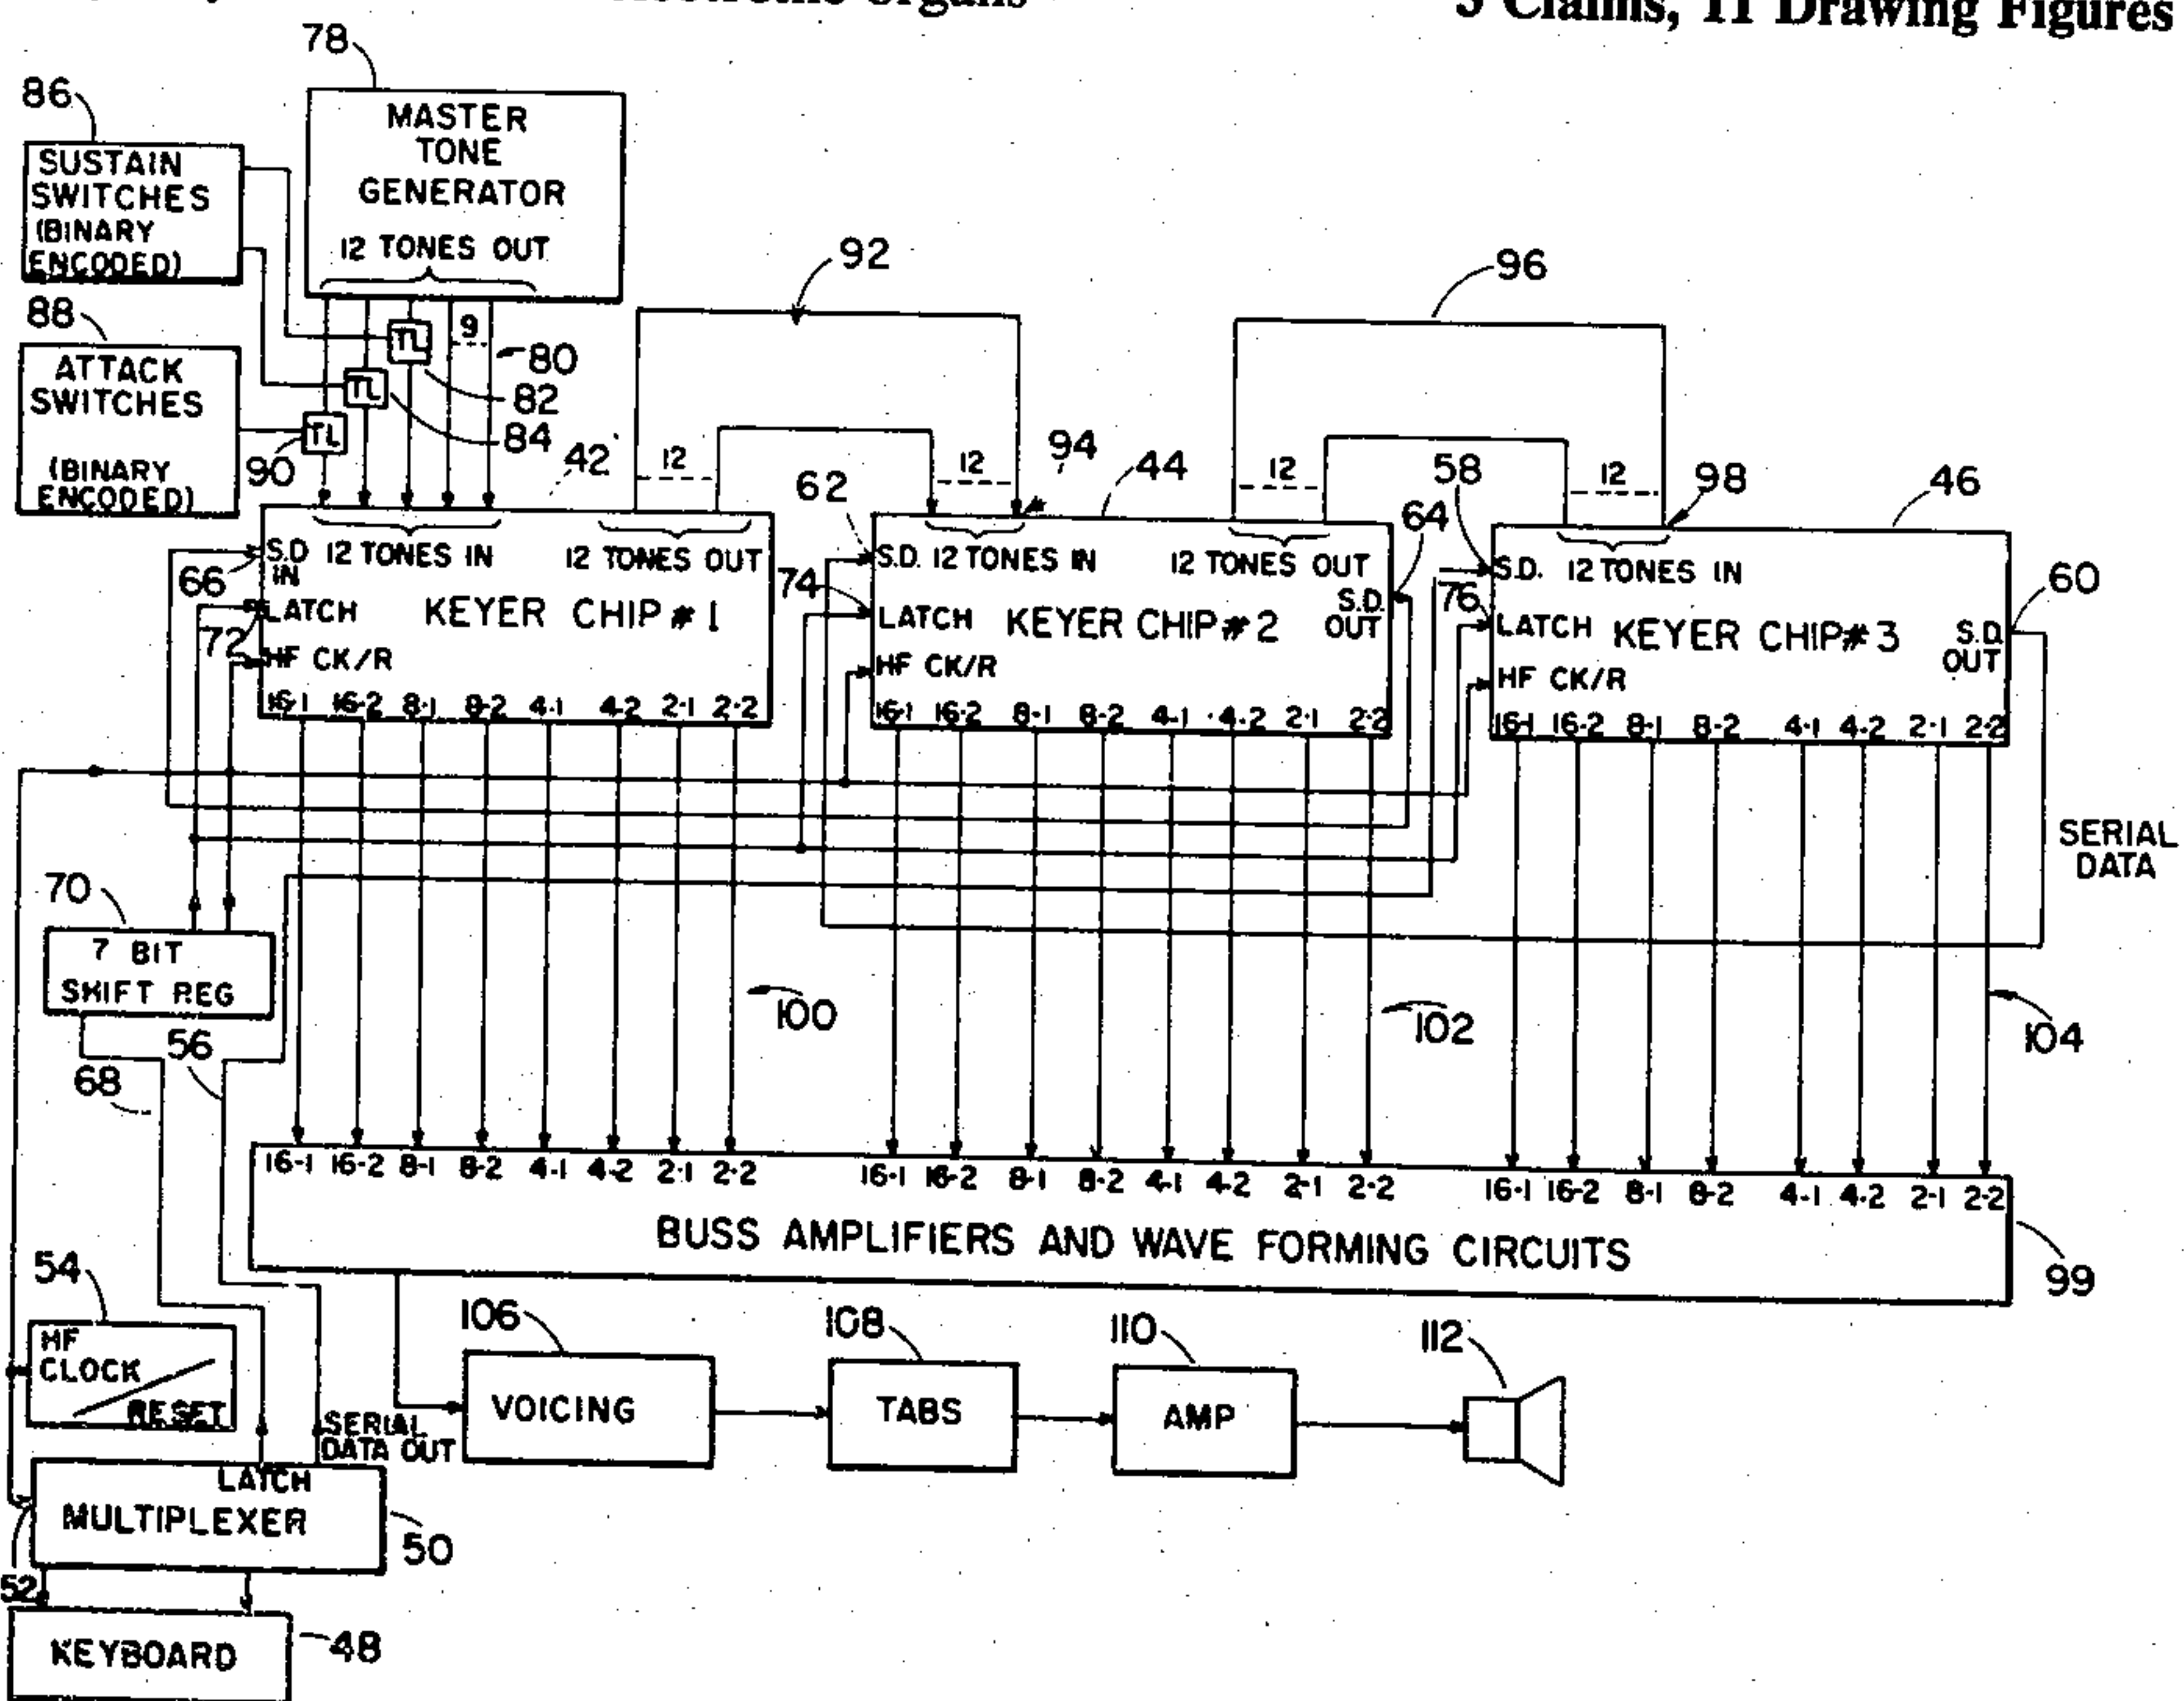 78
86
MASTER
TONE
GENERATOR
12 TONES OUT
SUSTAIN
SWITCHES
(BINARY
ENCODED)
88
ATTACK
SWITCHES
(BINARY
ENCODED)
TL
TL
TL
9
80
82
84
90
92
96
42
12
12
94
44
12
58
12
98
46
62
64
66
S.D
IN
12 TONES IN
12 TONES OUT
74
S.D.
12 TONES IN
12 TONES OUT
S.D.
OUT
76
S.D.
12 TONES IN
60
72
LATCH
KEYER CHIP #1
LATCH
KEYER CHIP #2
LATCH
KEYER CHIP #3
S.D.
OUT
HF CK/R
HF CK/R
HF CK/R
16-1 16-2 8-1 8-2 4-1 4-2 2-1 2-2
16-1 16-2 8-1 8-2 4-1 4-2 2-1 2-2
16-1 16-2 8-1 8-2 4-1 4-2 2-1 2-2
SERIAL
DATA
70
7 BIT
SHIFT REG
56
68
100
102
104
16-1 16-2 8-1 8-2 4-1 4-2 2-1 2-2
16-1 16-2 8-1 8-2 4-1 4-2 2-1 2-2
16-1 16-2 8-1 8-2 4-1 4-2 2-1 2-2
BUSS AMPLIFIERS AND WAVE FORMING CIRCUITS
99
54
HF
CLOCK
RESET
106
VOICING
108
TABS
110
AMP
112
SERIAL
DATA OUT
LATCH
MULTIPLEXER
50
52
KEYBOARD
48
organs
5 Claims, 11 Drawing Figures